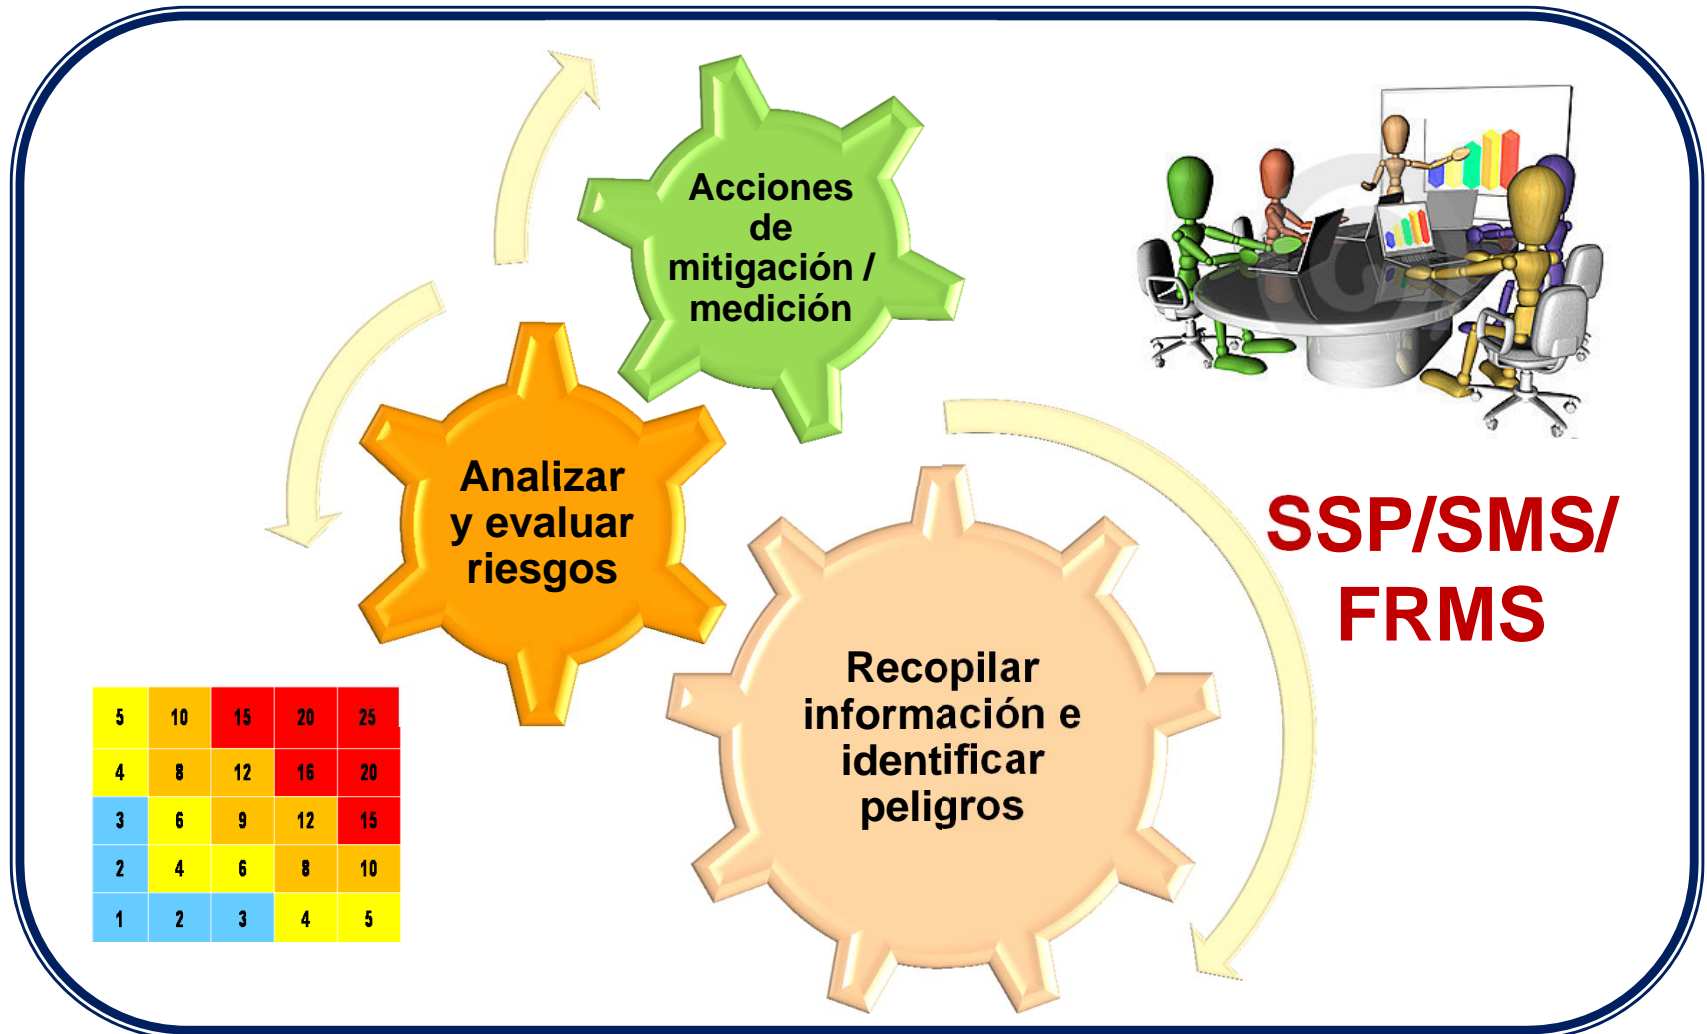 Acciones
de
mitigación /
medición
Analizar
y evaluar
riesgos
Recopilar
información e
identificar
peligros
SSP/SMS/
FRMS
5 10 15 20 25
4 8 12 16 20
3 6 9 12 15
2 4 6 8 10
1 2 3 4 5